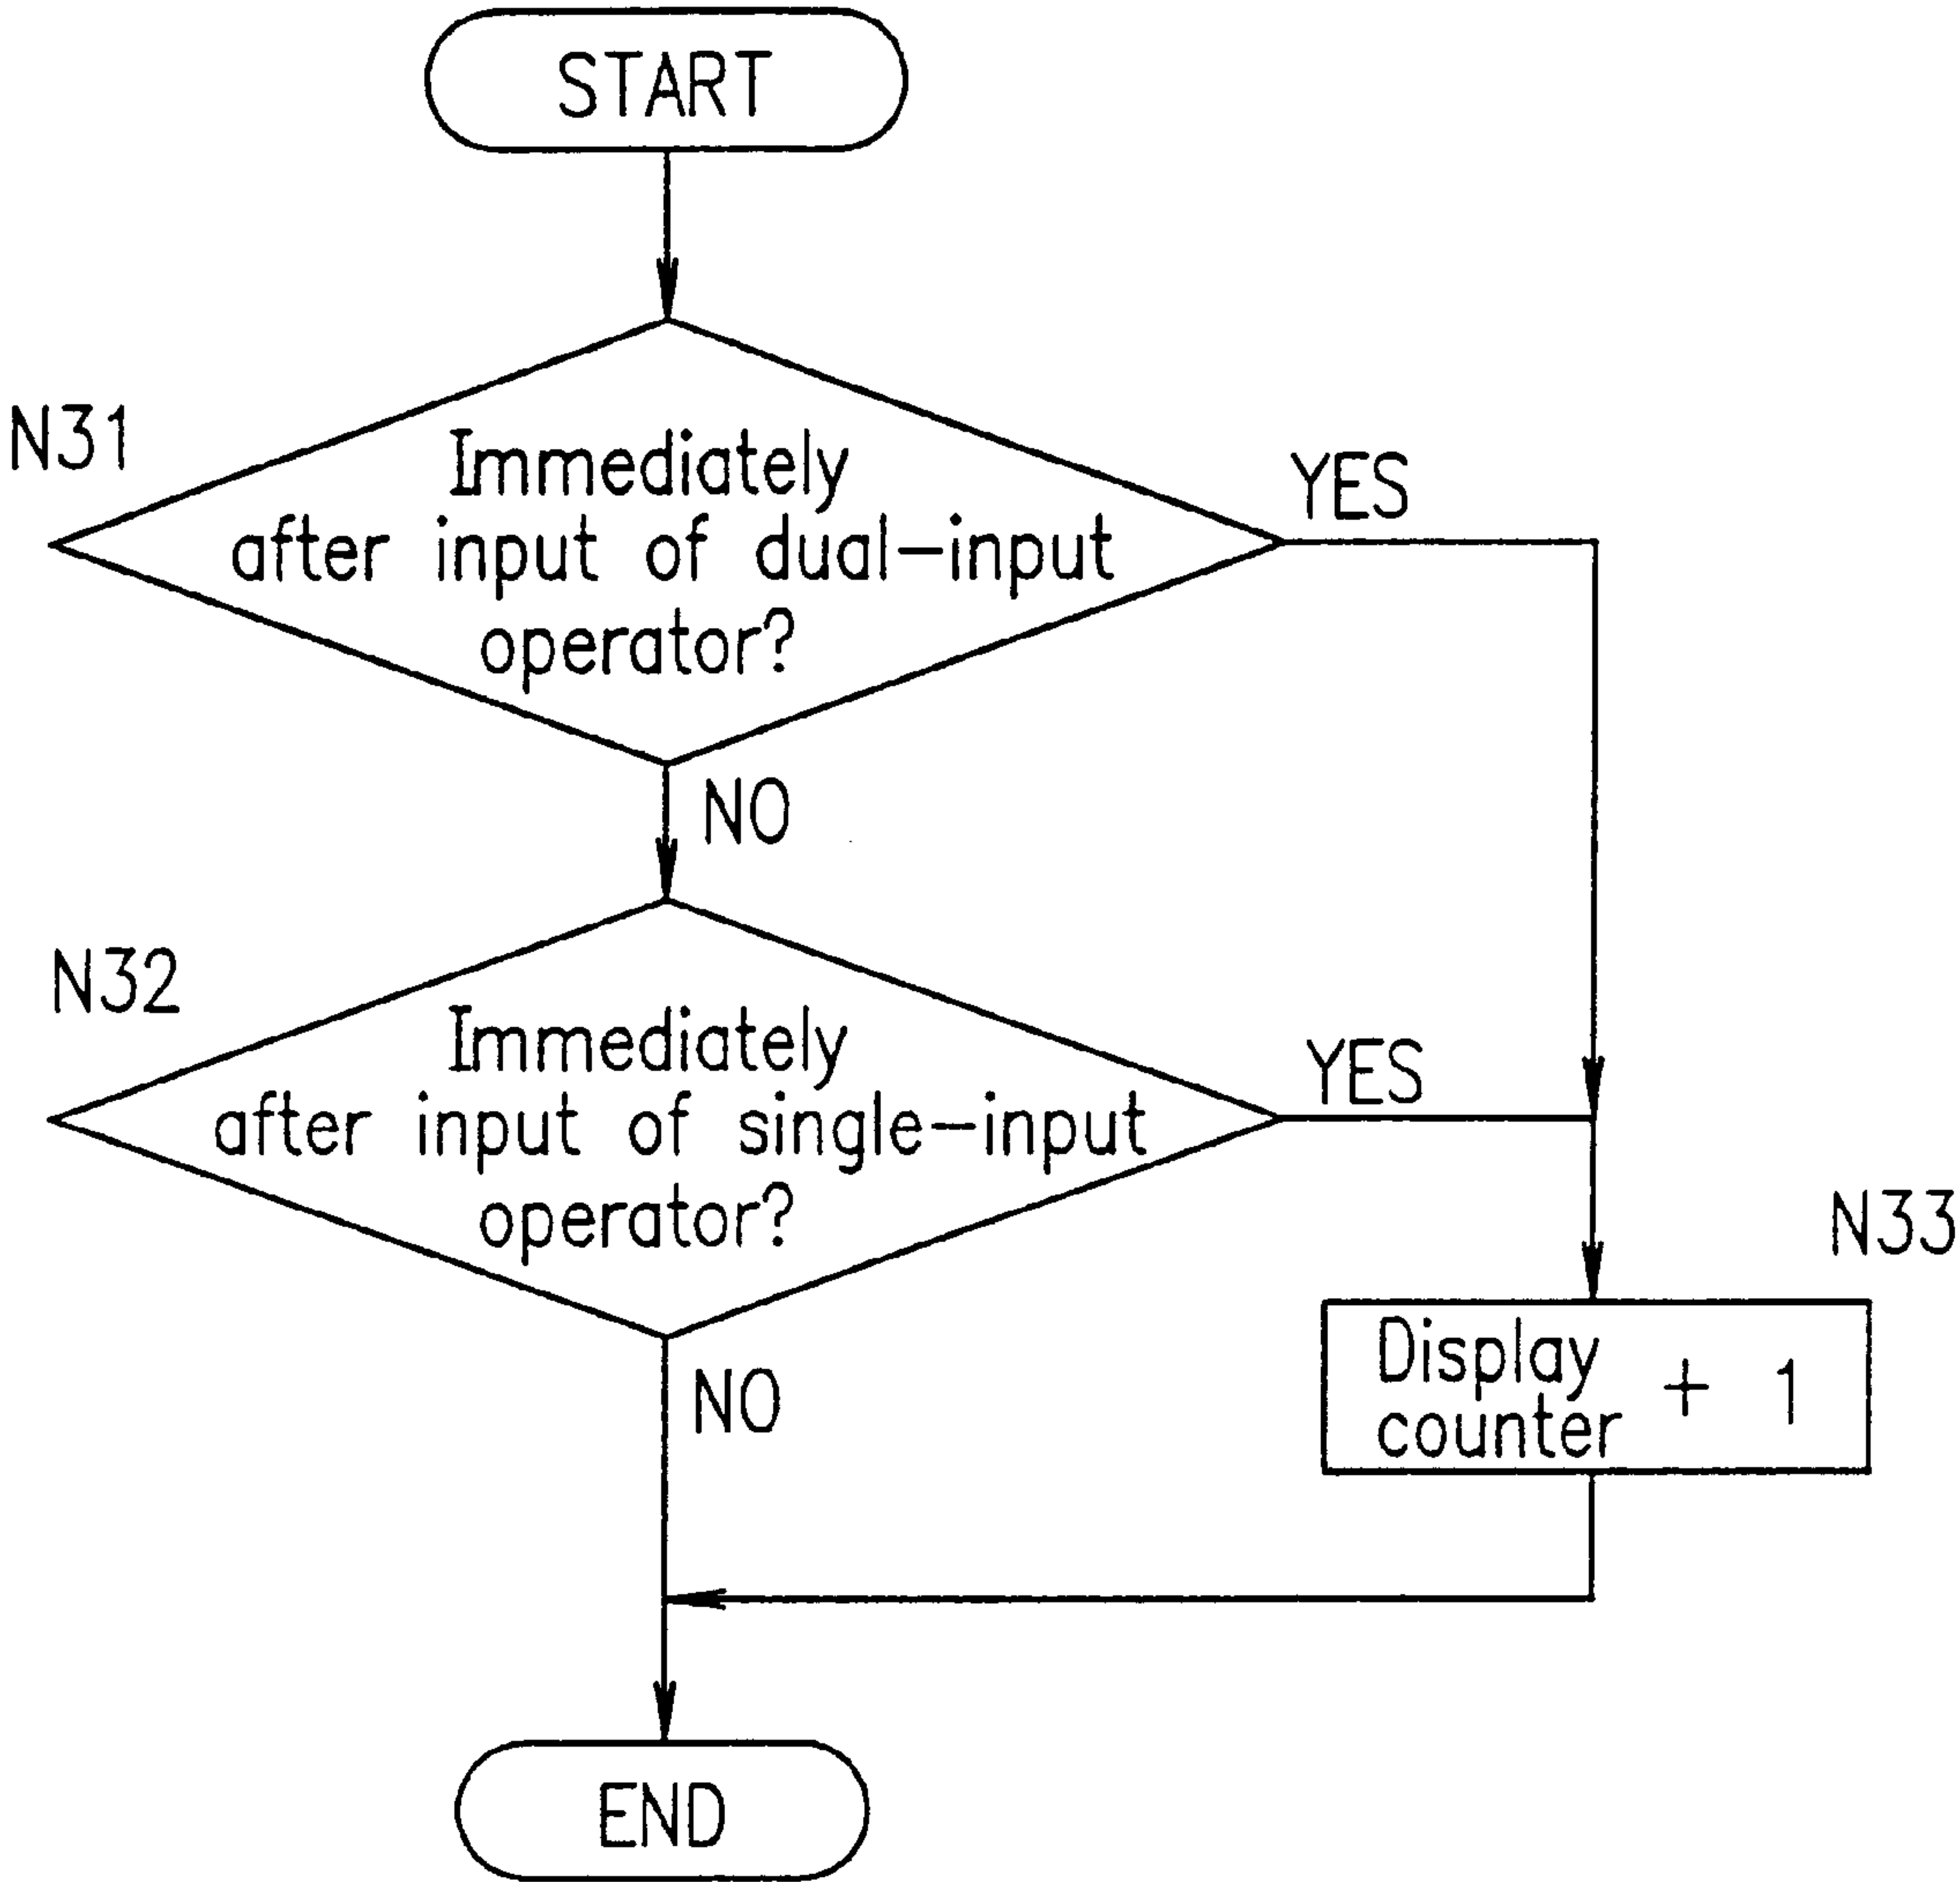 START
N31
Immediately
after input of dual-input
operator?
YES
NO
N32
Immediately
after input of single-input
operator?
YES
NO
N33
Display
counter + 1
END